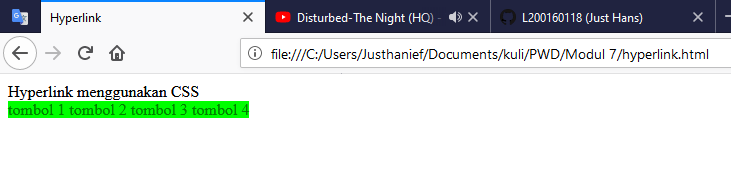 Hyperlink
Disturbed-The Night (HQ) -
L200160118 (Just Hans)
file:///C:/Users/Justhanief/Documents/kuli/PWD/Modul 7/hyperlink.html
Hyperlink menggunakan CSS
tombol 1 tombol 2 tombol 3 tombol 4